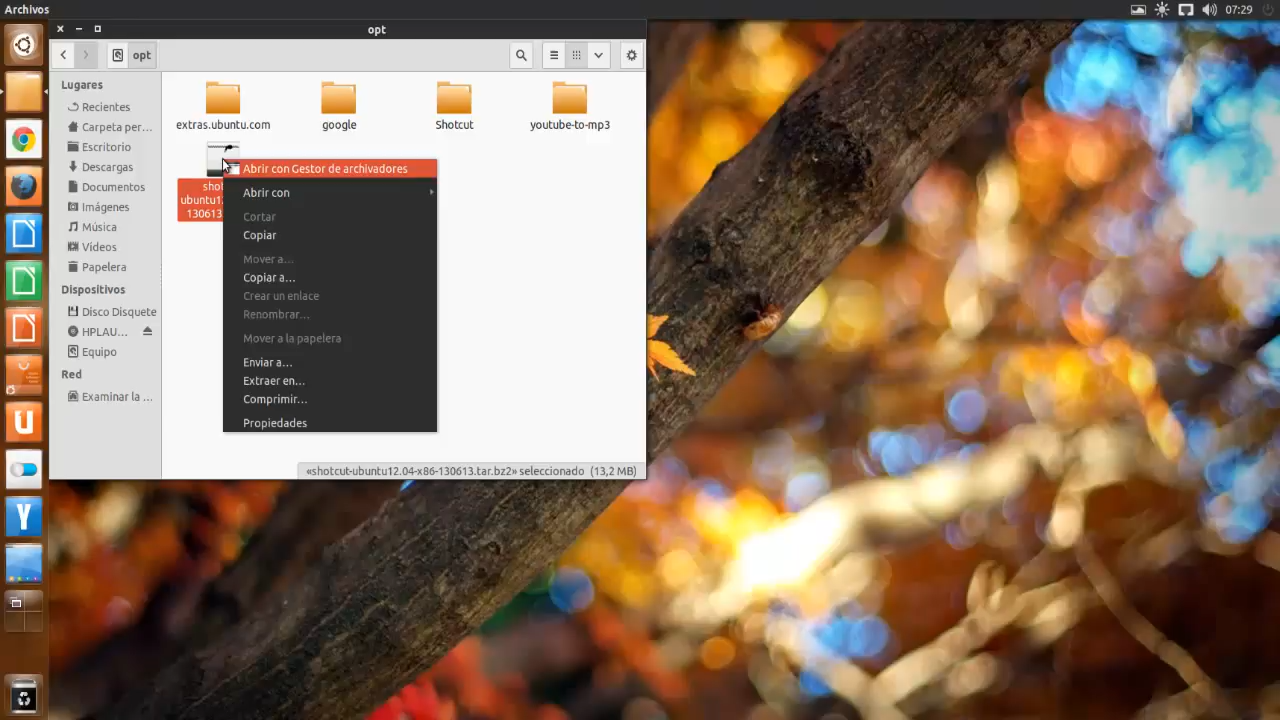 Archivos
07:29
opt
opt
Lugares
Recientes
Carpeta per...
Escritorio
Descargas
Documentos
Imágenes
Música
Vídeos
Papelera
Dispositivos
Disco Disquete
HPLAU...
Equipo
Red
Examinar la ...
extras.ubuntu.com
google
Shotcut
youtube-to-mp3
Abrir con Gestor de archivadores
Abrir con
Cortar
Copiar
Mover a...
Copiar a...
Crear un enlace
Renombrar...
Mover a la papelera
Enviar a...
Extraer en...
Comprimir...
Propiedades
«shotcut-ubuntu12.04-x86-130613.tar.bz2» seleccionado (13,2 MB)